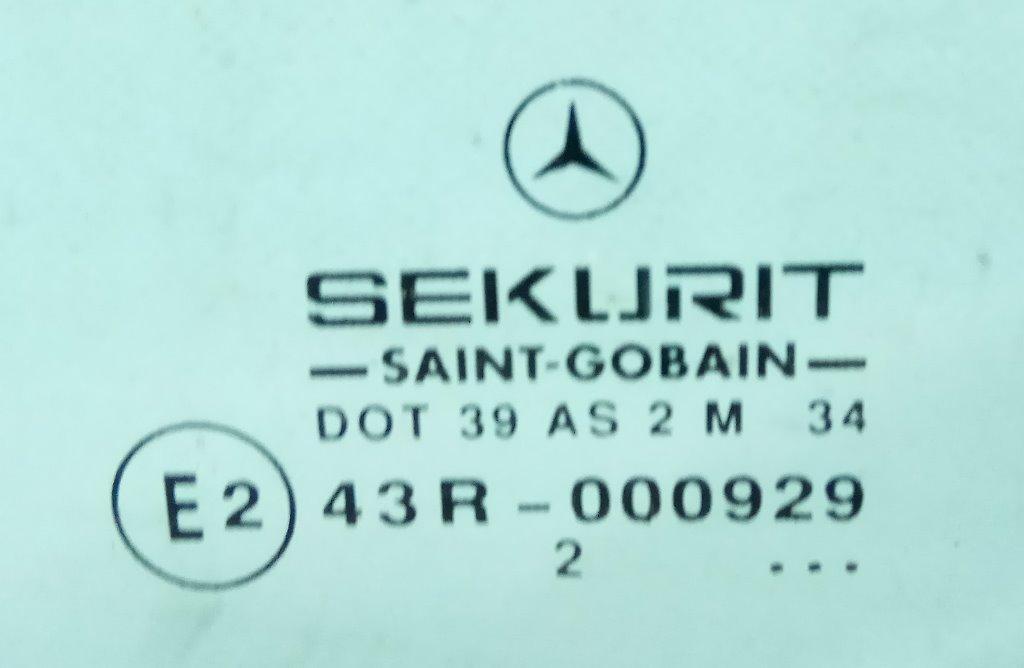 SEKURIT
—SAINT-GOBAIN—
DOT 39 AS 2 M 34
E2 43R -000929
2 ...